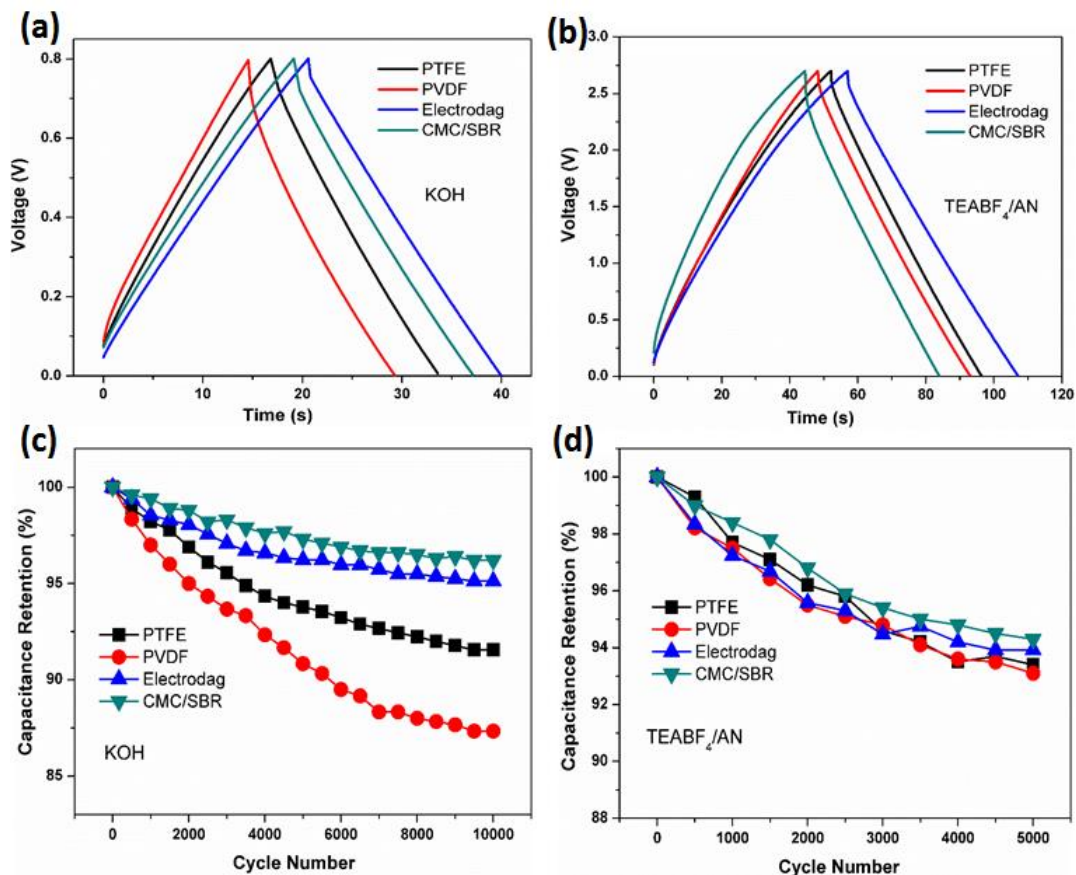 (a)
0.8
0.6
0.4
0.2
0.0
Voltage (V)
PTFE
PVDF
Electrodag
CMC/SBR
KOH
0 10 20 30 40
Time (s)
(b)
3.0
2.5
2.0
1.5
1.0
0.5
0.0
Voltage (V)
PTFE
PVDF
Electrodag
CMC/SBR
TEABF₄/AN
0 20 40 60 80 100 120
Time (s)
(c)
100
95
90
85
Capacitance Retention (%)
PTFE
PVDF
Electrodag
CMC/SBR
KOH
0 2000 4000 6000 8000 10000
Cycle Number
(d)
100
98
96
94
92
90
88
Capacitance Retention (%)
PTFE
PVDF
Electrodag
CMC/SBR
TEABF₄/AN
0 1000 2000 3000 4000 5000
Cycle Number